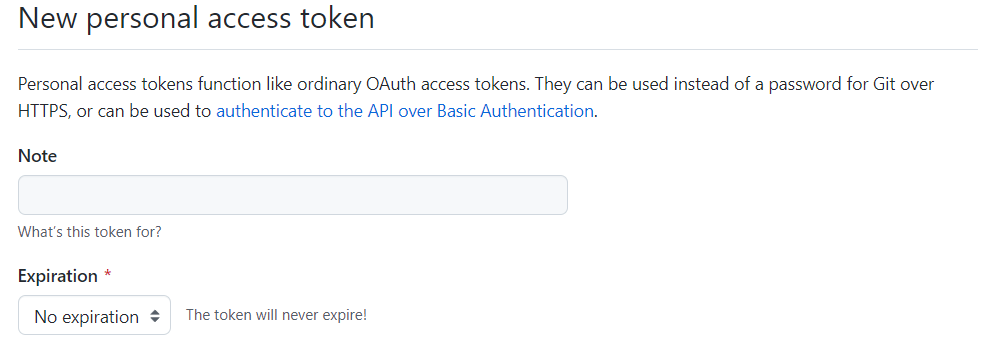 New personal access token
Personal access tokens function like ordinary OAuth access tokens. They can be used instead of a password for Git over
HTTPS, or can be used to authenticate to the API over Basic Authentication.
Note
What's this token for?
Expiration *
No expiration The token will never expire!